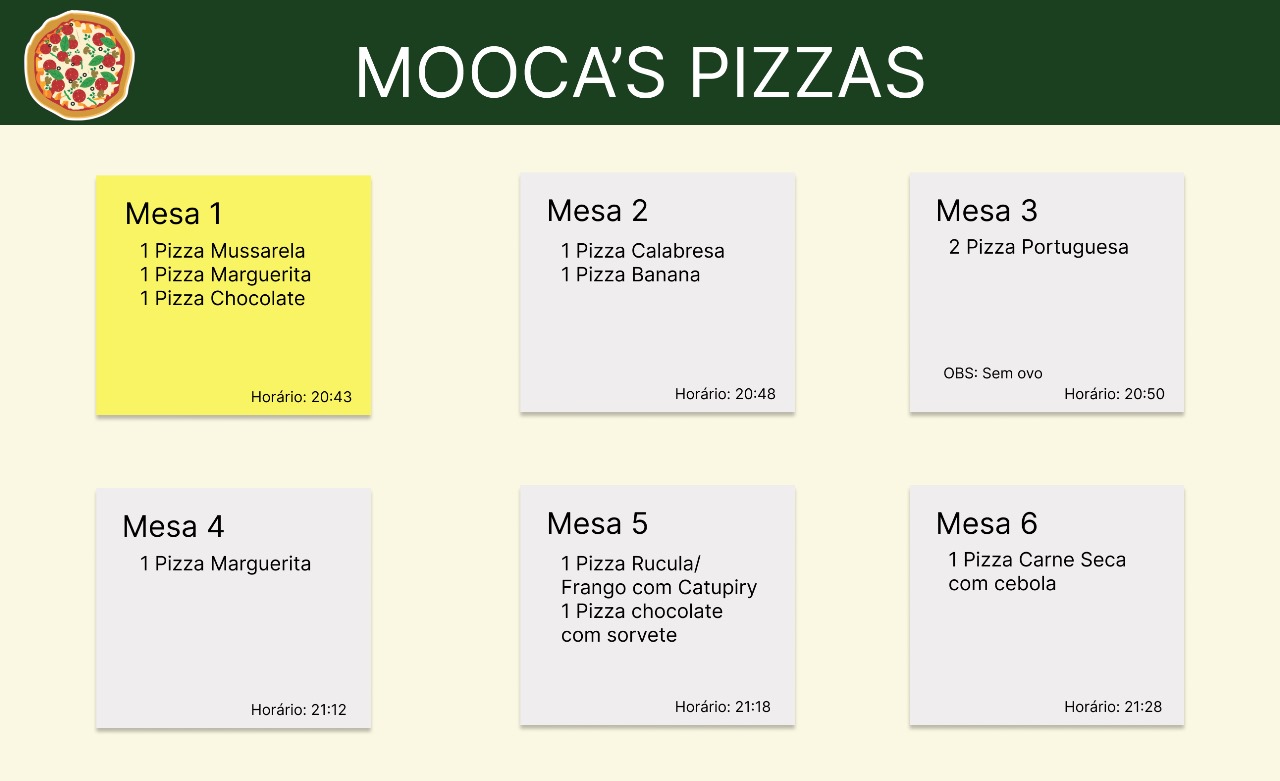 MOOCA’S PIZZAS
Mesa 1
1 Pizza Mussarela
1 Pizza Marguerita
1 Pizza Chocolate
Horário: 20:43
Mesa 2
1 Pizza Calabresa
1 Pizza Banana
Horário: 20:48
Mesa 3
2 Pizza Portuguesa
OBS: Sem ovo
Horário: 20:50
Mesa 4
1 Pizza Marguerita
Horário: 21:12
Mesa 5
1 Pizza Rucula/
Frango com Catupiry
1 Pizza chocolate
com sorvete
Horário: 21:18
Mesa 6
1 Pizza Carne Seca
com cebola
Horário: 21:28